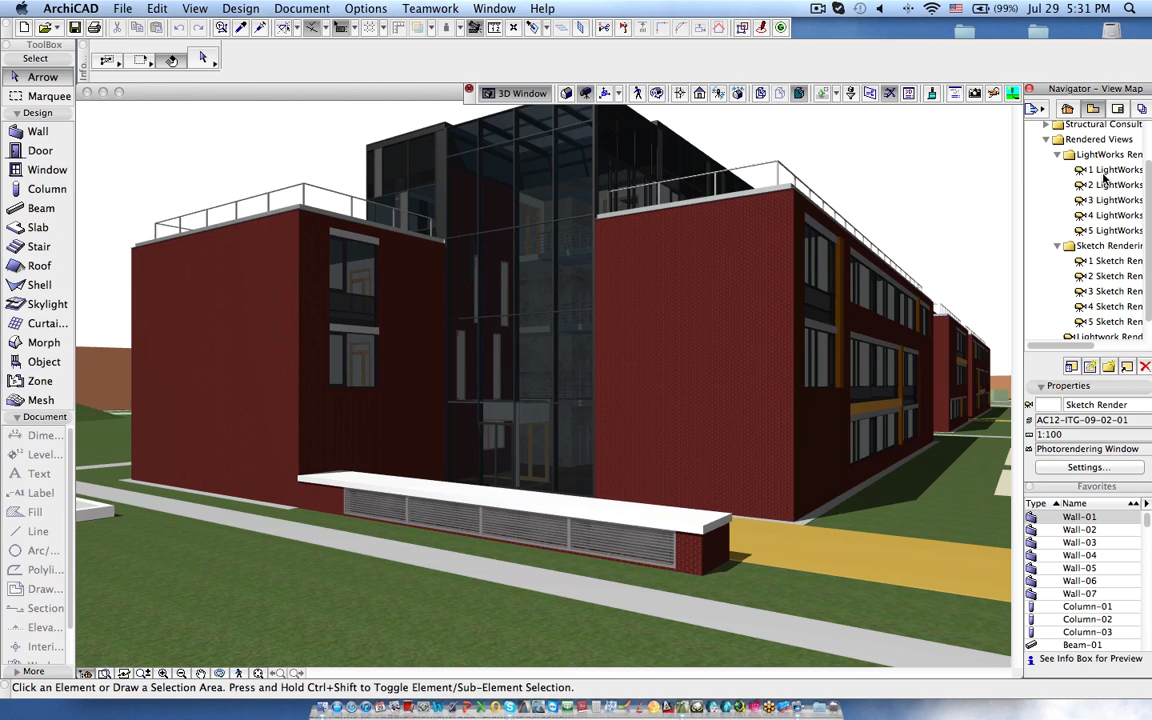 ArchiCAD File Edit View Design Document Options Teamwork Window Help (99%) Jul 29 5:31 PM
ToolBox
Select
Arrow
Marquee
Design
Wall
Door
Window
Column
Beam
Slab
Stair
Roof
Shell
Skylight
Curtai...
Morph
Object
Zone
Mesh
Document
Dime...
Level...
Text
Label
Fill
Line
Arc/...
Polyli...
Draw...
Section
Eleva...
Interi...
More
Info...
3D Window
Navigator - View Map
Structural Consult
Rendered Views
LightWorks Ren
1 LightWorks
2 LightWorks
3 LightWorks
4 LightWorks
5 LightWorks
Sketch Renderin
1 Sketch Ren
2 Sketch Ren
3 Sketch Ren
4 Sketch Ren
5 Sketch Ren
Lightwork Rend
Properties
Sketch Render
AC12-ITG-09-02-01
1:100
Photorendering Window
Settings...
Favorites
Type Name
Wall-01
Wall-02
Wall-03
Wall-04
Wall-05
Wall-06
Wall-07
Column-01
Column-02
Column-03
Beam-01
See Info Box for Preview
Click an Element or Draw a Selection Area. Press and Hold Ctrl+Shift to Toggle Element/Sub-Element Selection.